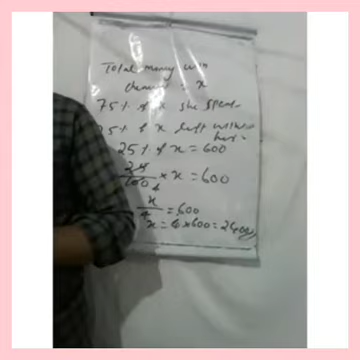 Total money with
= x
75% of x she spent
25% of x left with
her =
25% of x = 600
25/100 × x = 600
4
x/4 = 600
x = 4 × 600 = 2400